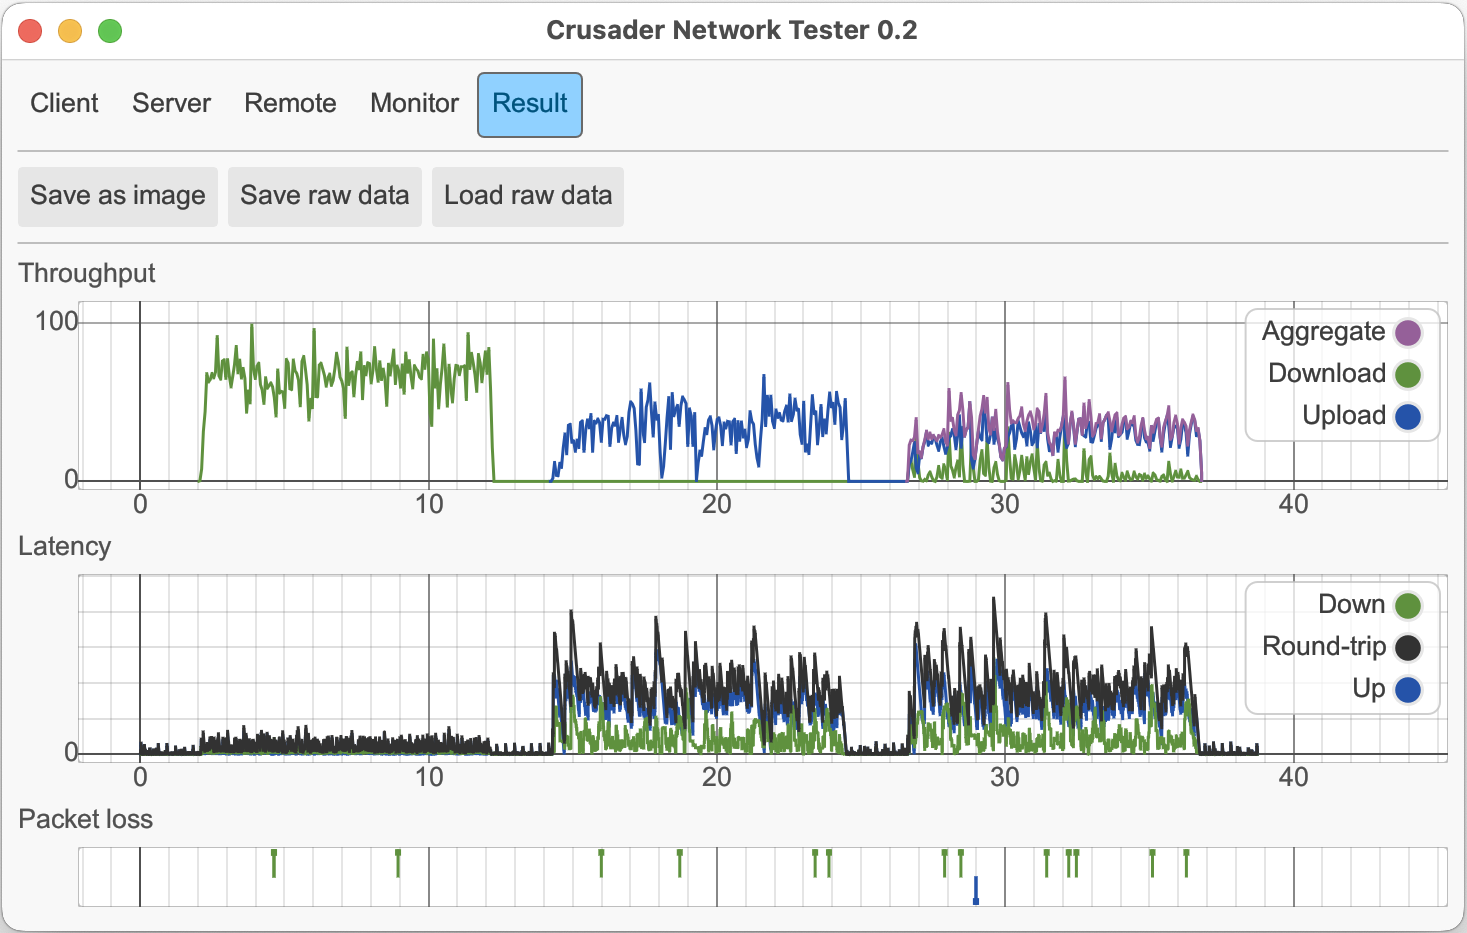 Crusader Network Tester 0.2
Client Server Remote Monitor Result
Save as image Save raw data Load raw data
Throughput
100
0
0 10 20 30 40
Aggregate
Download
Upload
Latency
0
0 10 20 30 40
Down
Round-trip
Up
Packet loss